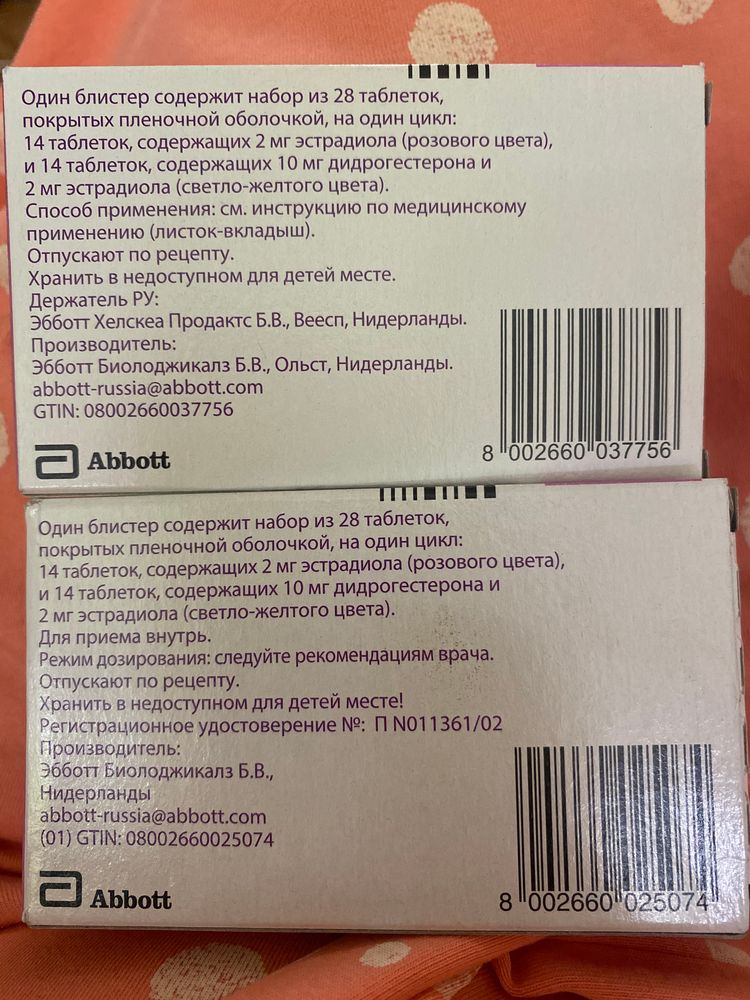 Один блистер содержит набор из 28 таблеток,
покрытых пленочной оболочкой, на один цикл:
14 таблеток, содержащих 2 мг эстрадиола (розового цвета),
и 14 таблеток, содержащих 10 мг дидрогестерона и
2 мг эстрадиола (светло-желтого цвета).
Способ применения: см. инструкцию по медицинскому
применению (листок-вкладыш).
Отпускают по рецепту.
Хранить в недоступном для детей месте.
Держатель РУ:
Эбботт Хелскеа Продактс Б.В., Веесп, Нидерланды.
Производитель:
Эбботт Биолоджикалз Б.В., Ольст, Нидерланды.
abbott-russia@abbott.com
GTIN: 08002660037756
8 002660 037756
Abbott
Один блистер содержит набор из 28 таблеток,
покрытых пленочной оболочкой, на один цикл:
14 таблеток, содержащих 2 мг эстрадиола (розового цвета),
и 14 таблеток, содержащих 10 мг дидрогестерона и
2 мг эстрадиола (светло-желтого цвета).
Для приема внутрь.
Режим дозирования: следуйте рекомендациям врача.
Отпускают по рецепту.
Хранить в недоступном для детей месте!
Регистрационное удостоверение №: П N011361/02
Производитель:
Эбботт Биолоджикалз Б.В.,
Нидерланды
abbott-russia@abbott.com
(01) GTIN: 08002660025074
8 002660 025074
Abbott